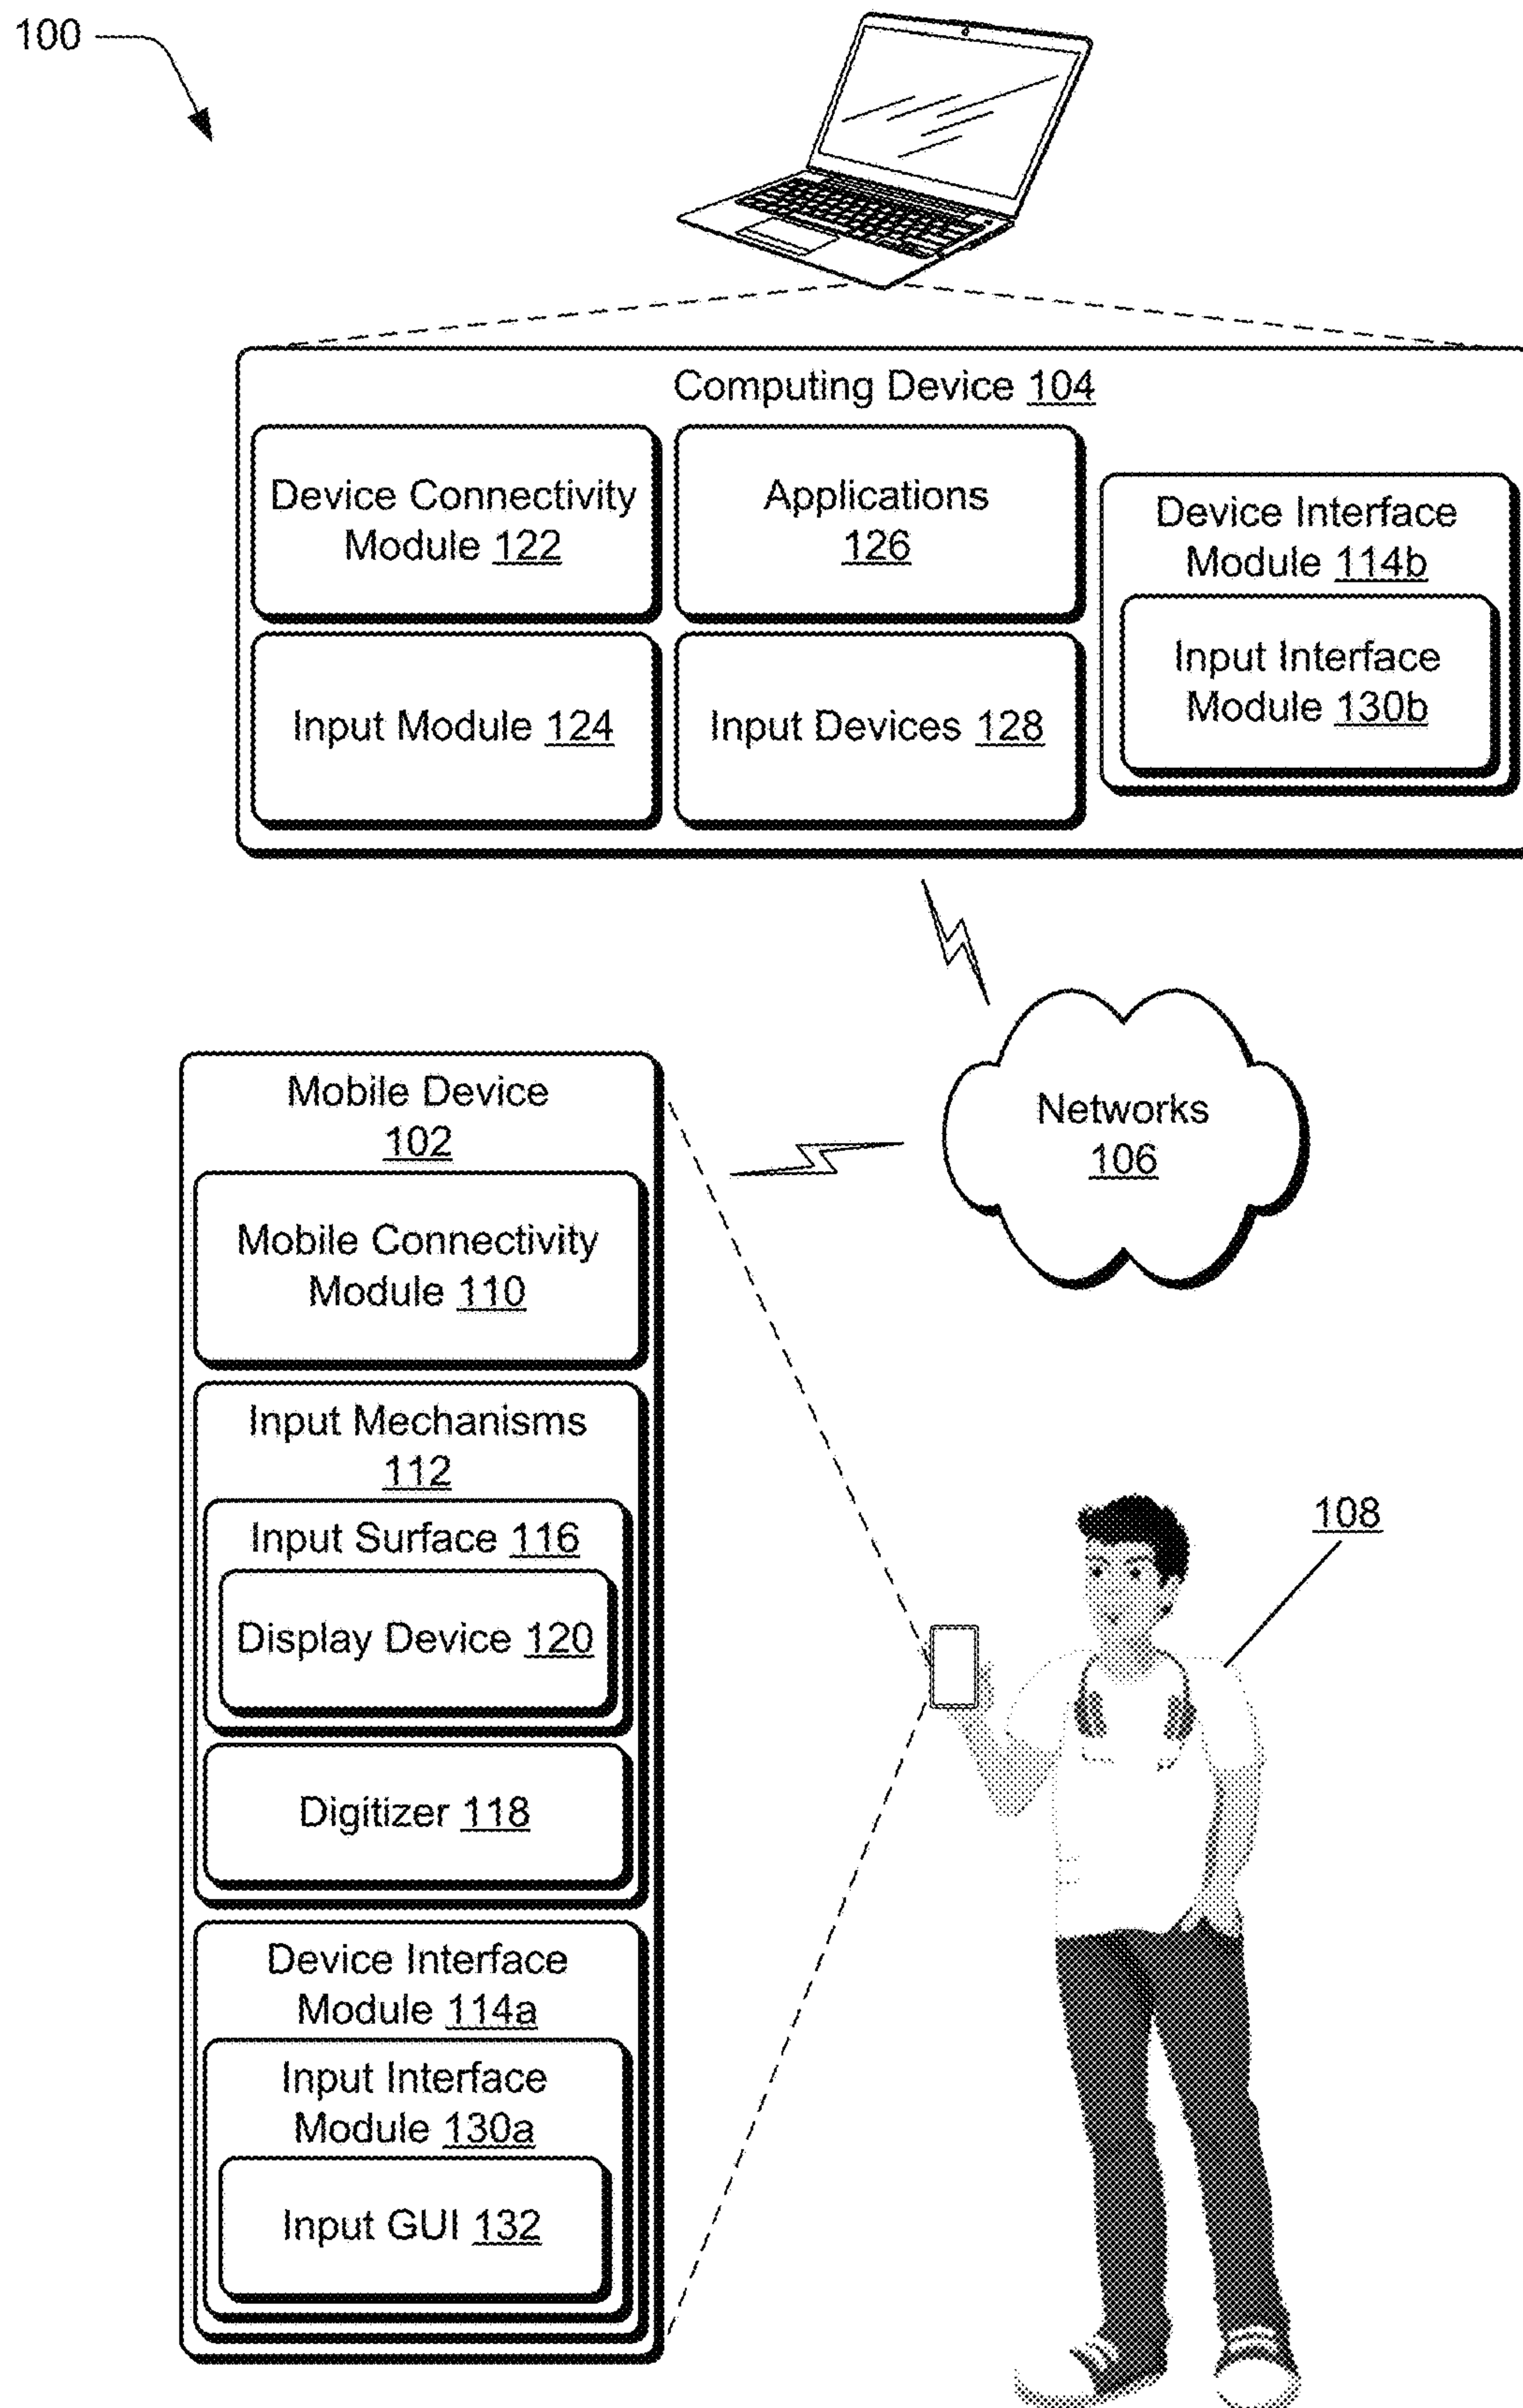 100
Computing Device 104
Device Connectivity
Module 122
Applications
126
Device Interface
Module 114b
Input Interface
Module 130b
Input Module 124
Input Devices 128
Networks
106
Mobile Device
102
Mobile Connectivity
Module 110
Input Mechanisms
112
Input Surface 116
Display Device 120
Digitizer 118
108
Device Interface
Module 114a
Input Interface
Module 130a
Input GUI 132